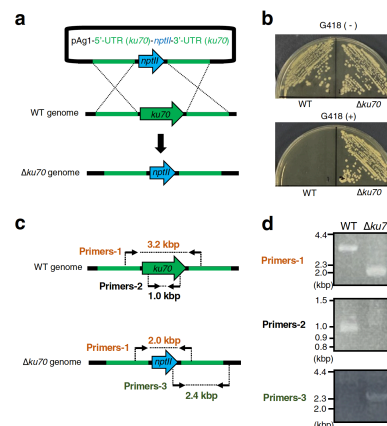 a
pAg1-5'-UTR (ku70)-nptII-3'-UTR (ku70)
nptII
WT genome
ku70
Δku70 genome
nptII
b
G418 (-)
WT
Δku70
G418 (+)
WT
Δku70
c
Primers-1
3.2 kbp
WT genome
ku70
Primers-2
1.0 kbp
Primers-1
2.0 kbp
Δku70 genome
nptII
Primers-3
2.4 kbp
d
WT
Δku7
4.4
Primers-1
2.3
2.0
(kbp)
1.5
Primers-2
1.0
0.9
0.8
(kbp)
4.4
Primers-3
2.3
2.0
(kbp)